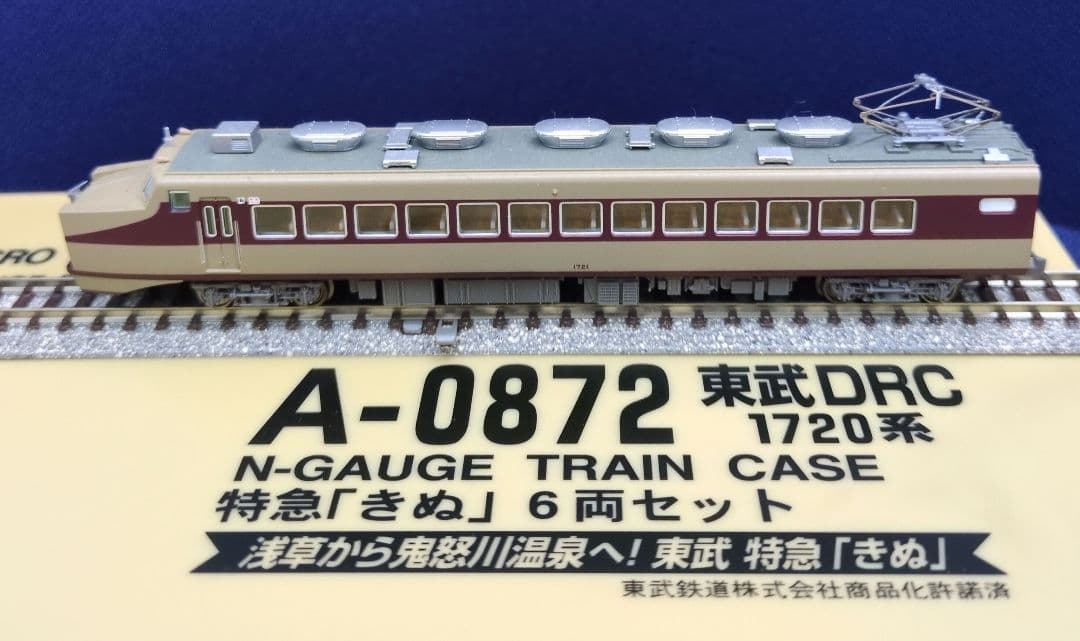 1721
A-0872 東武DRC
1720系
N-GAUGE TRAIN CASE
特急「きぬ」6両セット
浅草から鬼怒川温泉へ! 東武 特急「きぬ」
東武鉄道株式会社商品化許諾済